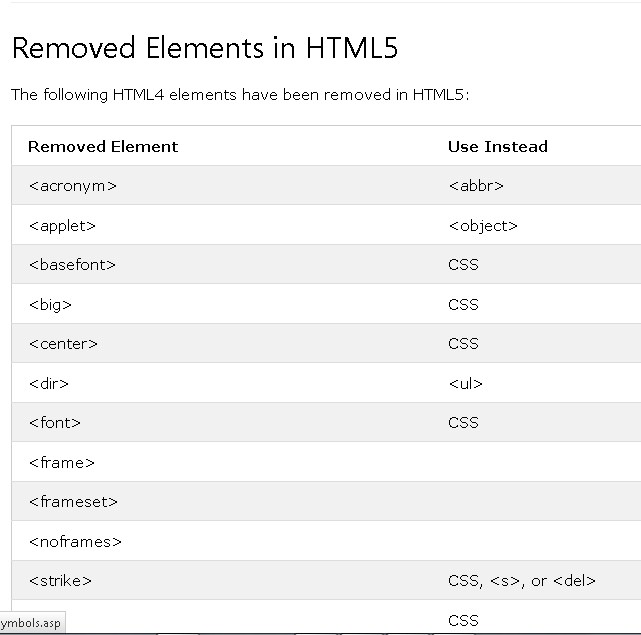 Removed Elements in HTML5
The following HTML4 elements have been removed in HTML5:
Removed Element Use Instead
<acronym> <abbr>
<applet> <object>
<basefont> CSS
<big> CSS
<center> CSS
<dir> <ul>
<font> CSS
<frame>
<frameset>
<noframes>
<strike> CSS, <s>, or <del>
CSS
ymbols.asp